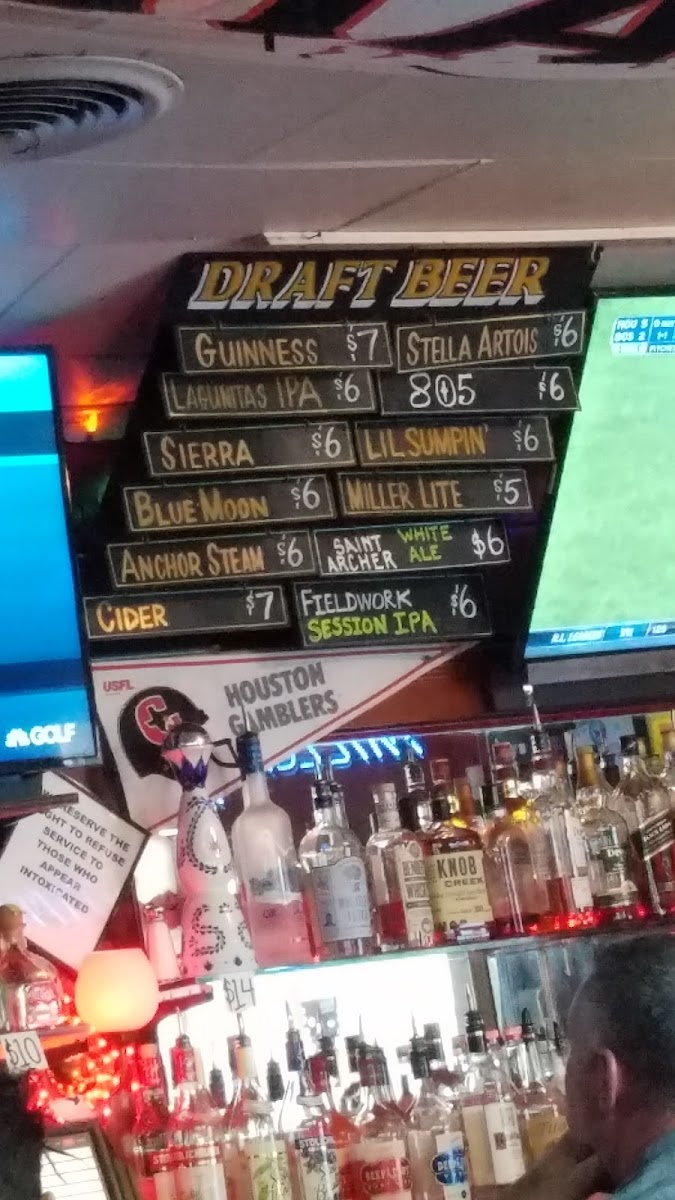 DRAFT BEER
GUINNESS $7
STELLA ARTOIS $6
LAGUNITAS IPA $6
805 $6
SIERRA $6
LIL SUMPIN' $6
BLUE MOON $6
MILLER LITE $5
ANCHOR STEAM $6
SAINT ARCHER WHITE ALE $6
CIDER $7
FIELDWORK $6
SESSION IPA
USFL
HOUSTON
GAMBLERS
GOLF
RESERVE THE
RIGHT TO REFUSE
SERVICE TO
THOSE WHO
APPEAR
INTOXICATED
KNOB
CREEK
$14
$10